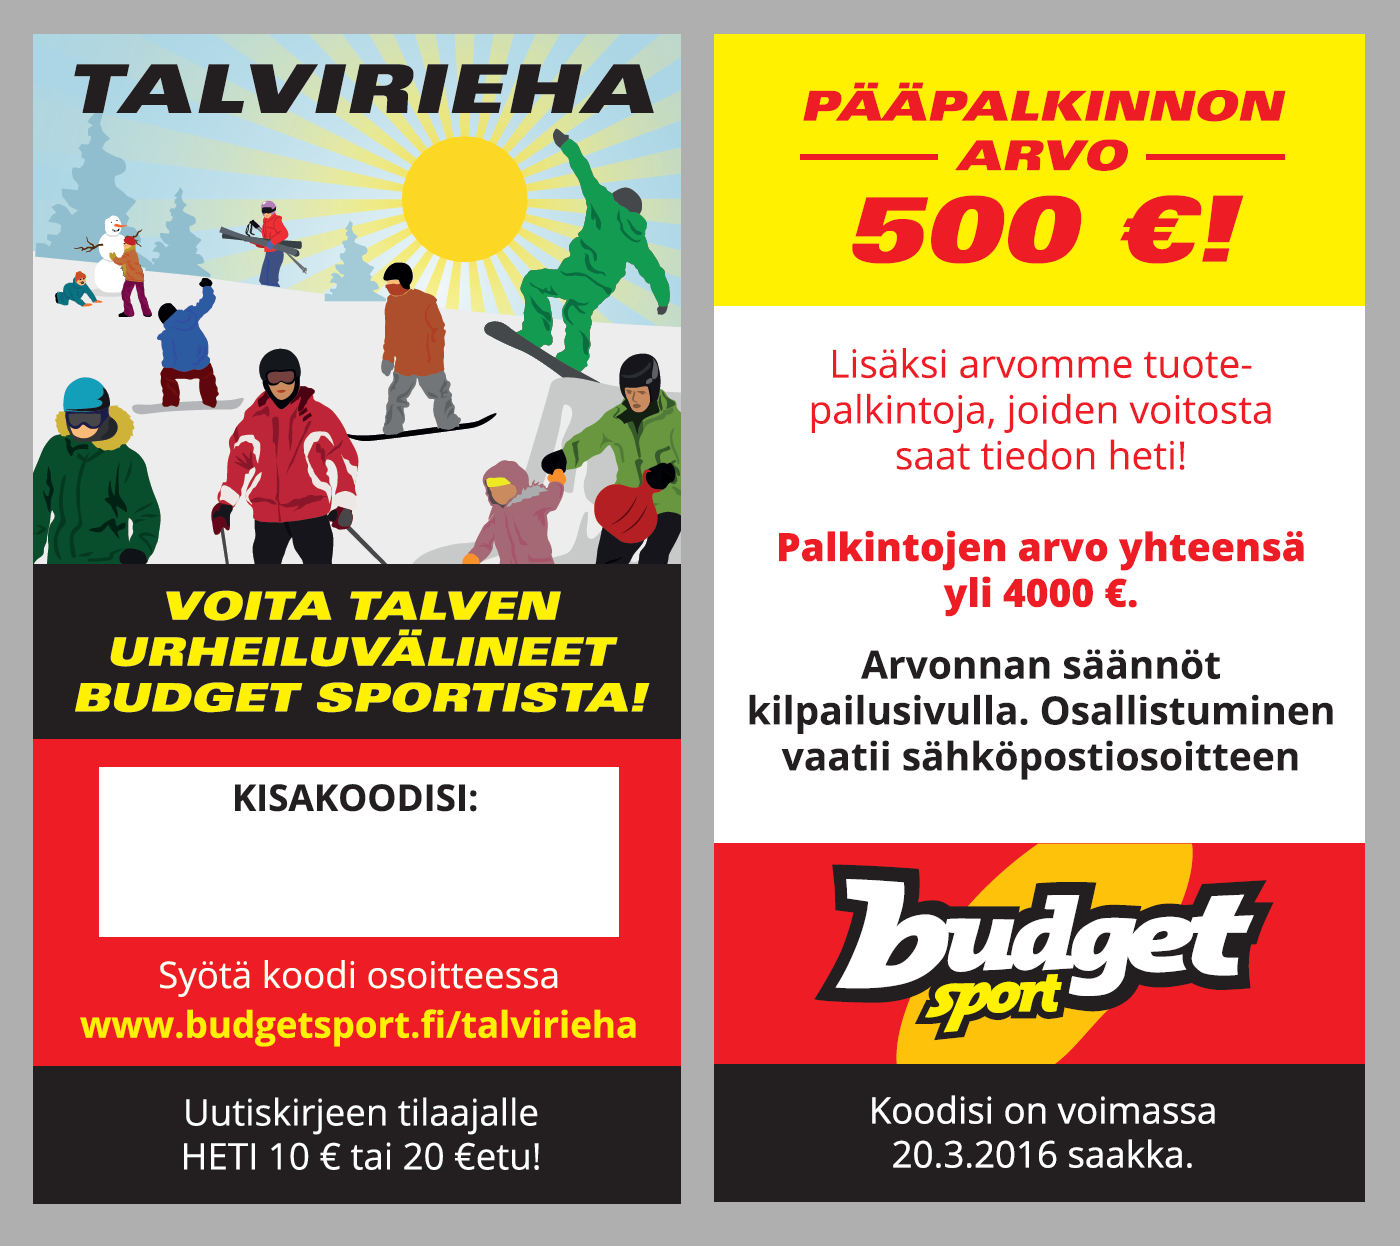 TALVIRIEHA
VOITA TALVEN
URHEILUVÄLINEET
BUDGET SPORTISTA!
KISAKOODISI:
Syötä koodi osoitteessa
www.budgetsport.fi/talvirieha
Uutiskirjeen tilaajalle
HETI 10 € tai 20 €etu!
PÄÄPALKINNON
ARVO
500 €!
Lisäksi arvomme tuote-
palkintoja, joiden voitosta
saat tiedon heti!
Palkintojen arvo yhteensä
yli 4000 €.
Arvonnan säännöt
kilpailusivulla. Osallistuminen
vaatii sähköpostiosoitteen
budget
sport
Koodisi on voimassa
20.3.2016 saakka.